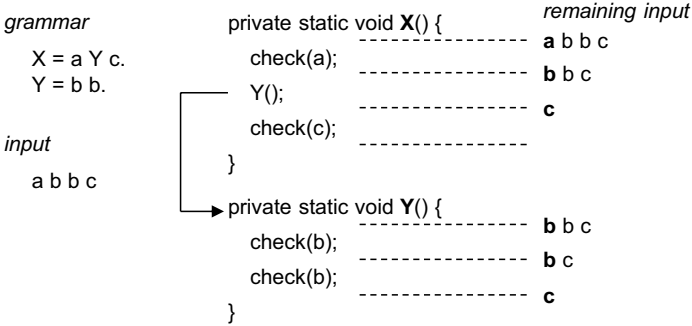 grammar
X = a Y c.
Y = b b.
input
a b b c
private static void X() {
check(a);
Y();
check(c);
}
private static void Y() {
check(b);
check(b);
}
remaining input
a b b c
b b c
c
b b c
b c
c